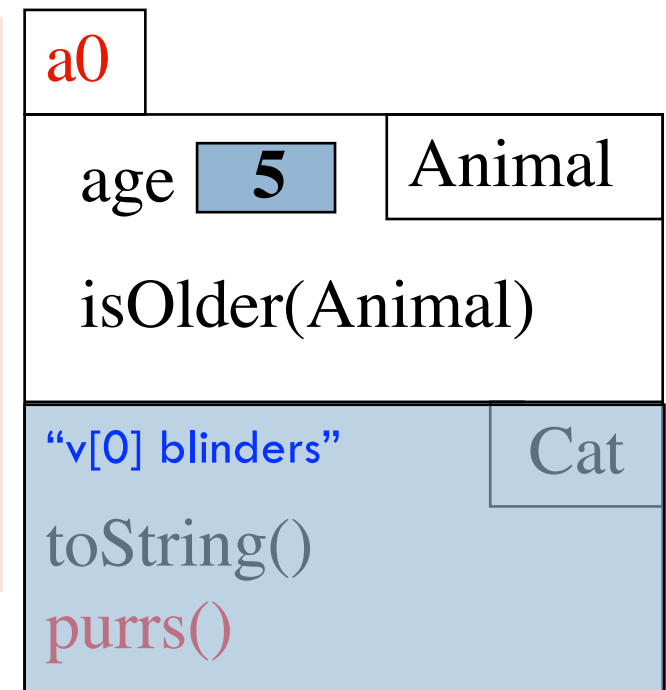 a0
age 5 Animal
isOlder(Animal)
“v[0] blinders” Cat
toString()
purrs()